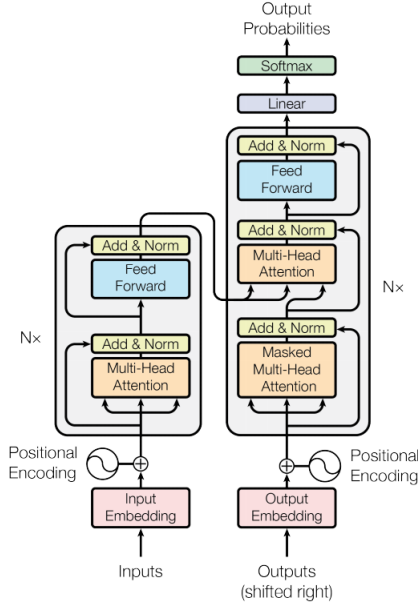 Output
Probabilities
Softmax
Linear
Add & Norm
Feed
Forward
Add & Norm
Multi-Head
Attention
Add & Norm
Masked
Multi-Head
Attention
N×
Add & Norm
Feed
Forward
Add & Norm
Multi-Head
Attention
N×
Positional
Encoding
Positional
Encoding
Input
Embedding
Output
Embedding
Inputs
Outputs
(shifted right)